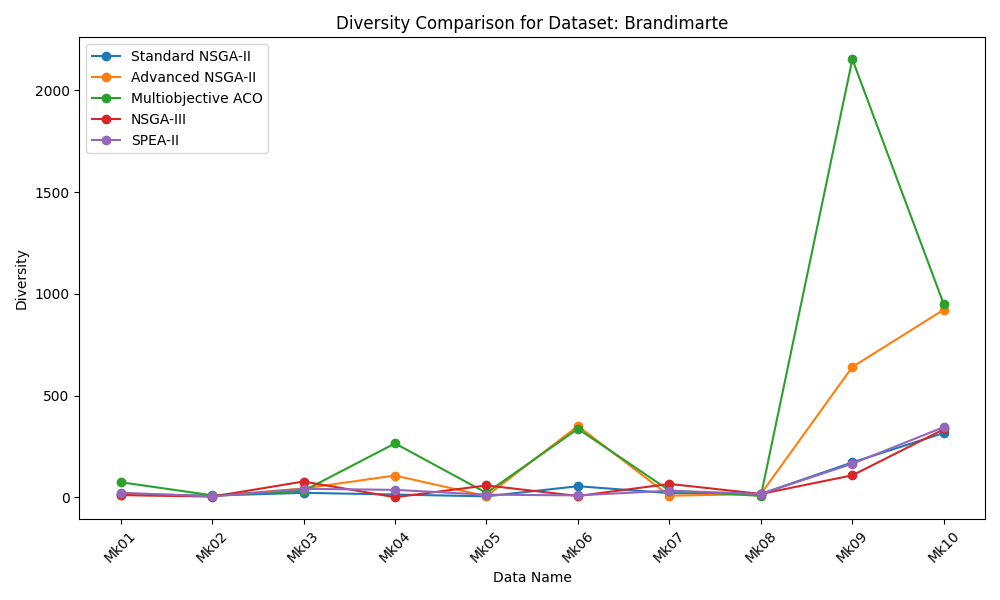 Diversity Comparison for Dataset: Brandimarte
Standard NSGA-II
Advanced NSGA-II
Multiobjective ACO
NSGA-III
SPEA-II
2000
1500
1000
500
0
Diversity
Mk01
Mk02
Mk03
Mk04
Mk05
Mk06
Mk07
Mk08
Mk09
Mk10
Data Name